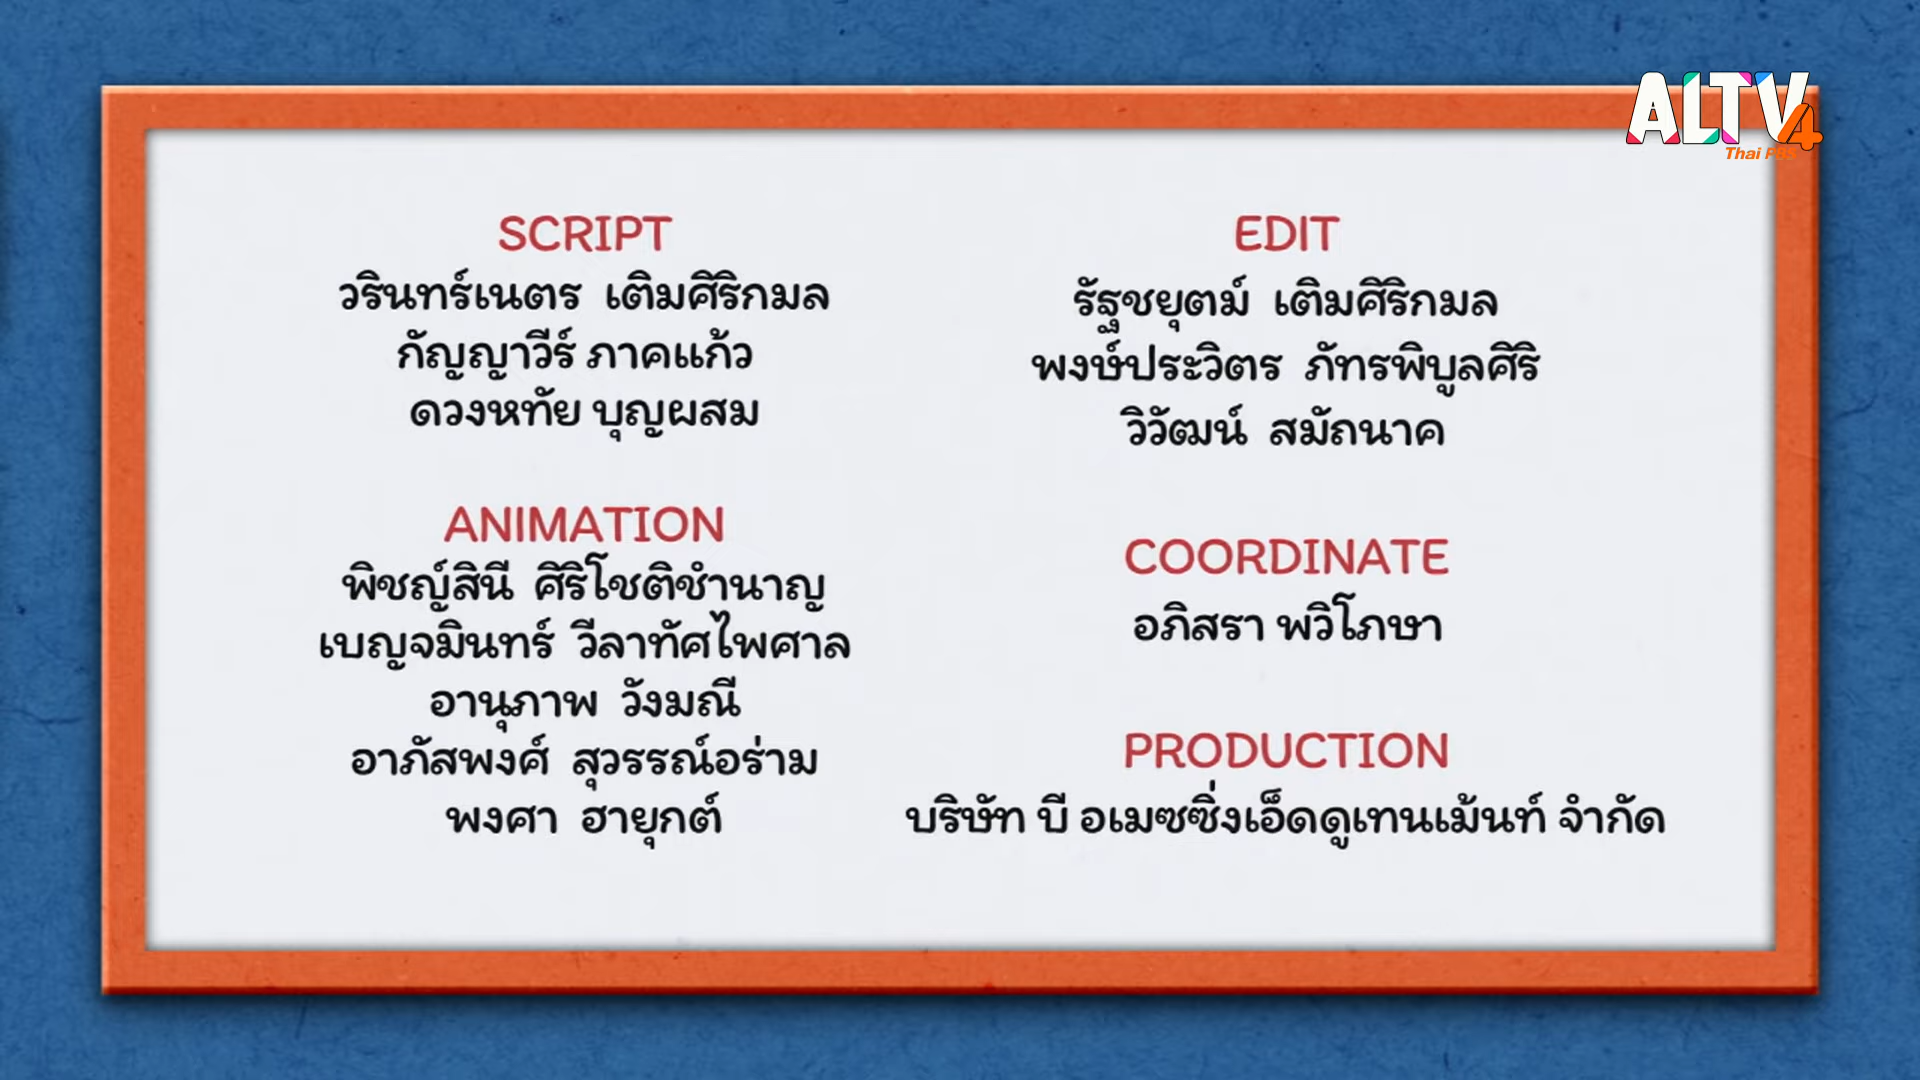 ALTV4
Thai PBS
SCRIPT
วรินทร์เนตร เติมศิริกมล
กัญญาวีร์ ภาคแก้ว
ดวงหทัย บุญผสม
ANIMATION
พิชญ์สินี ศิริโชติชำนาญ
เบญจมินทร์ วีลาทัศไพศาล
อานุภาพ วังมณี
อาภัสพงศ์ สุวรรณ์อร่าม
พงศา ฮายุกต์
EDIT
รัฐชยุตม์ เติมศิริกมล
พงษ์ประวิตร ภัทรพิบูลศิริ
วิวัฒน์ สมัถนาค
COORDINATE
อภิสรา พวิโภษา
PRODUCTION
บริษัท บี อเมซซิ่งเอ็ดดูเทนเม้นท์ จำกัด